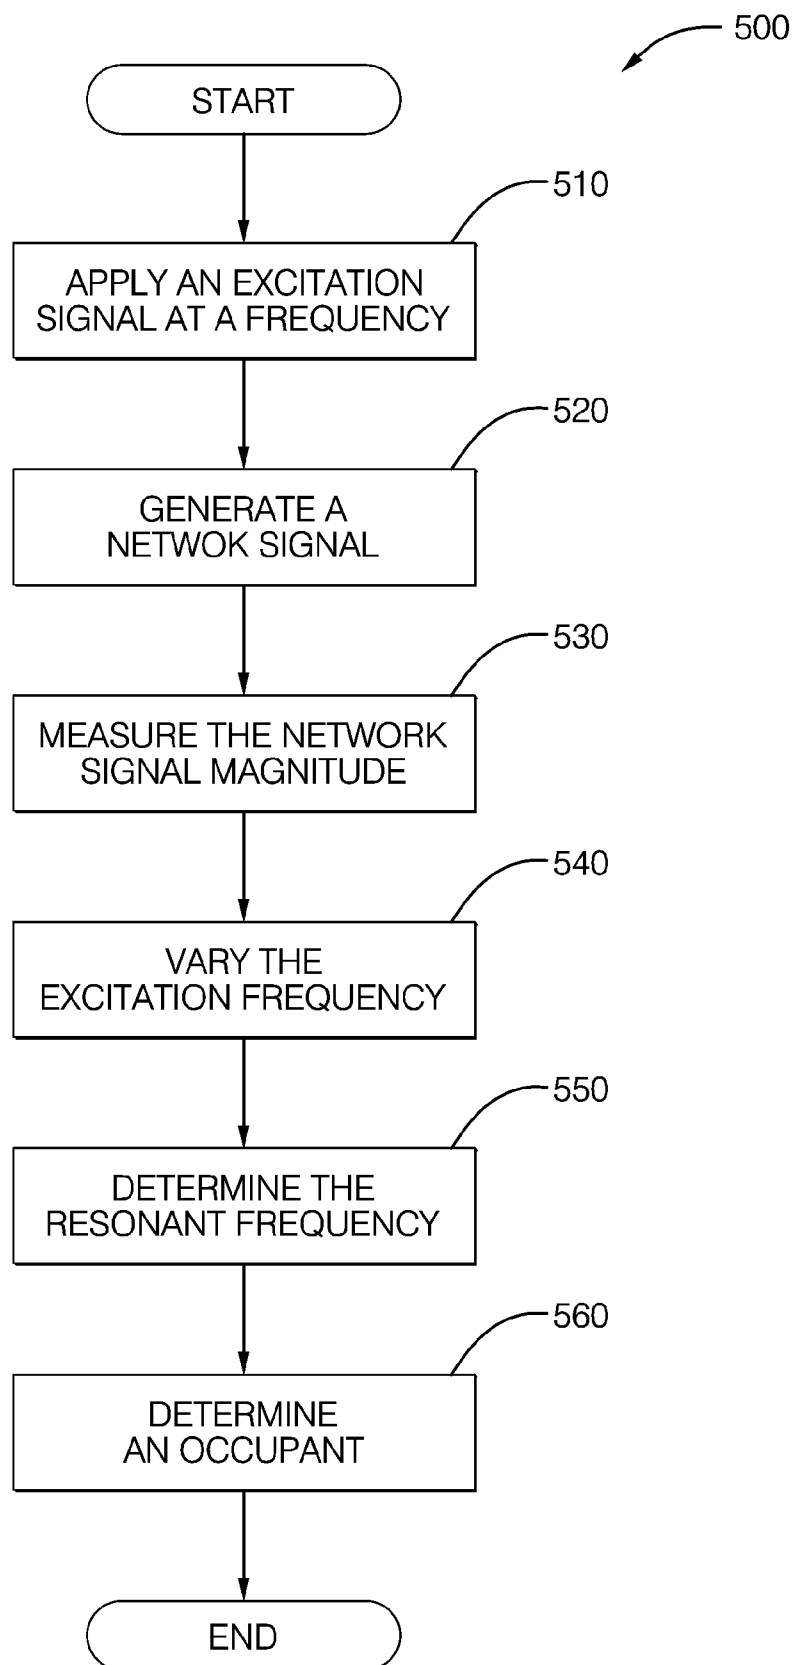 500
START
510
APPLY AN EXCITATION
SIGNAL AT A FREQUENCY
520
GENERATE A
NETWOK SIGNAL
530
MEASURE THE NETWORK
SIGNAL MAGNITUDE
540
VARY THE
EXCITATION FREQUENCY
550
DETERMINE THE
RESONANT FREQUENCY
560
DETERMINE
AN OCCUPANT
END